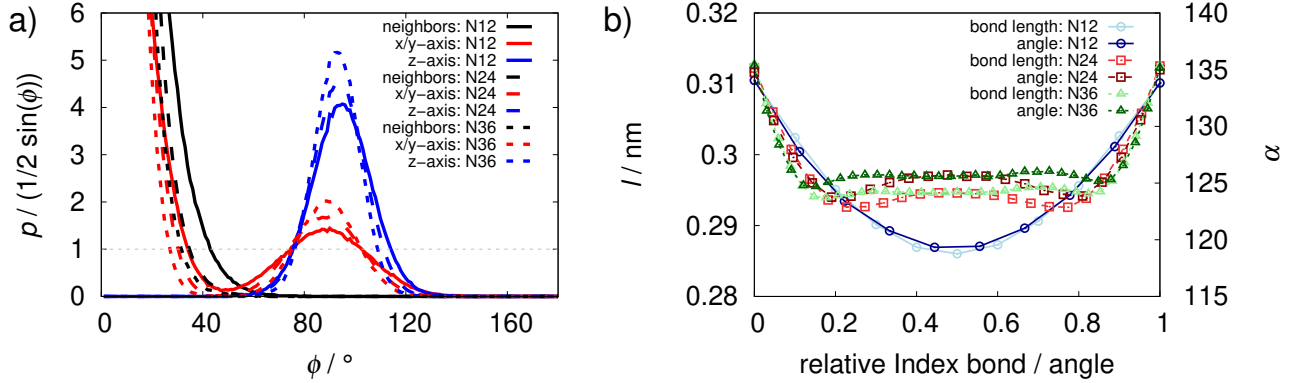 a)
p / (1/2 sin(ϕ))
6
5
4
3
2
1
0
0 40 80 120 160
ϕ / °
neighbors: N12
x/y−axis: N12
z−axis: N12
neighbors: N24
x/y−axis: N24
z−axis: N24
neighbors: N36
x/y−axis: N36
z−axis: N36
b)
l / nm
0.32
0.31
0.3
0.29
0.28
0 0.2 0.4 0.6 0.8 1
relative Index bond / angle
bond length: N12
angle: N12
bond length: N24
angle: N24
bond length: N36
angle: N36
140
135
130
125
120
115
α